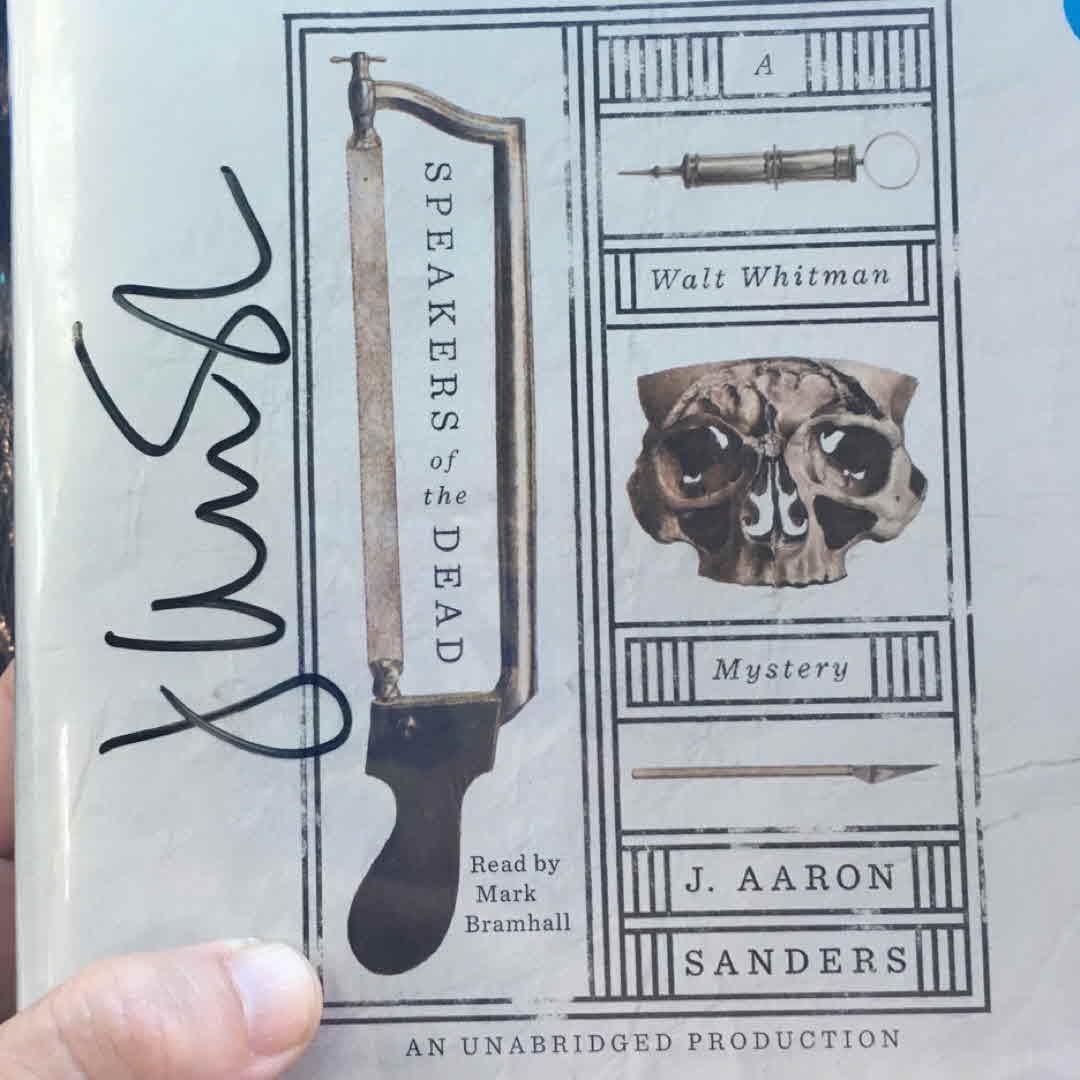 SPEAKERS of the DEAD
Read by
Mark
Bramhall
A
Walt Whitman
Mystery
J. AARON
SANDERS
AN UNABRIDGED PRODUCTION